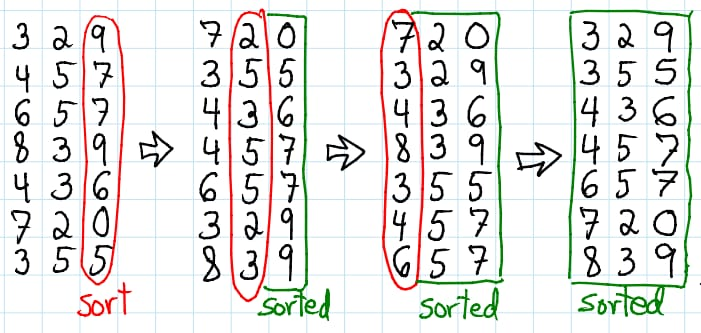 3 2 9 7 2 0 7 2 0 3 2 9
4 5 7 3 5 5 3 2 9 3 5 5
6 5 7 4 3 6 4 3 6 4 3 6
8 3 9 4 5 7 8 3 9 4 5 7
4 3 6 6 5 7 3 5 5 6 5 7
7 2 0 3 2 9 4 5 7 7 2 0
3 5 5 8 3 9 6 5 7 8 3 9
sort sorted sorted sorted